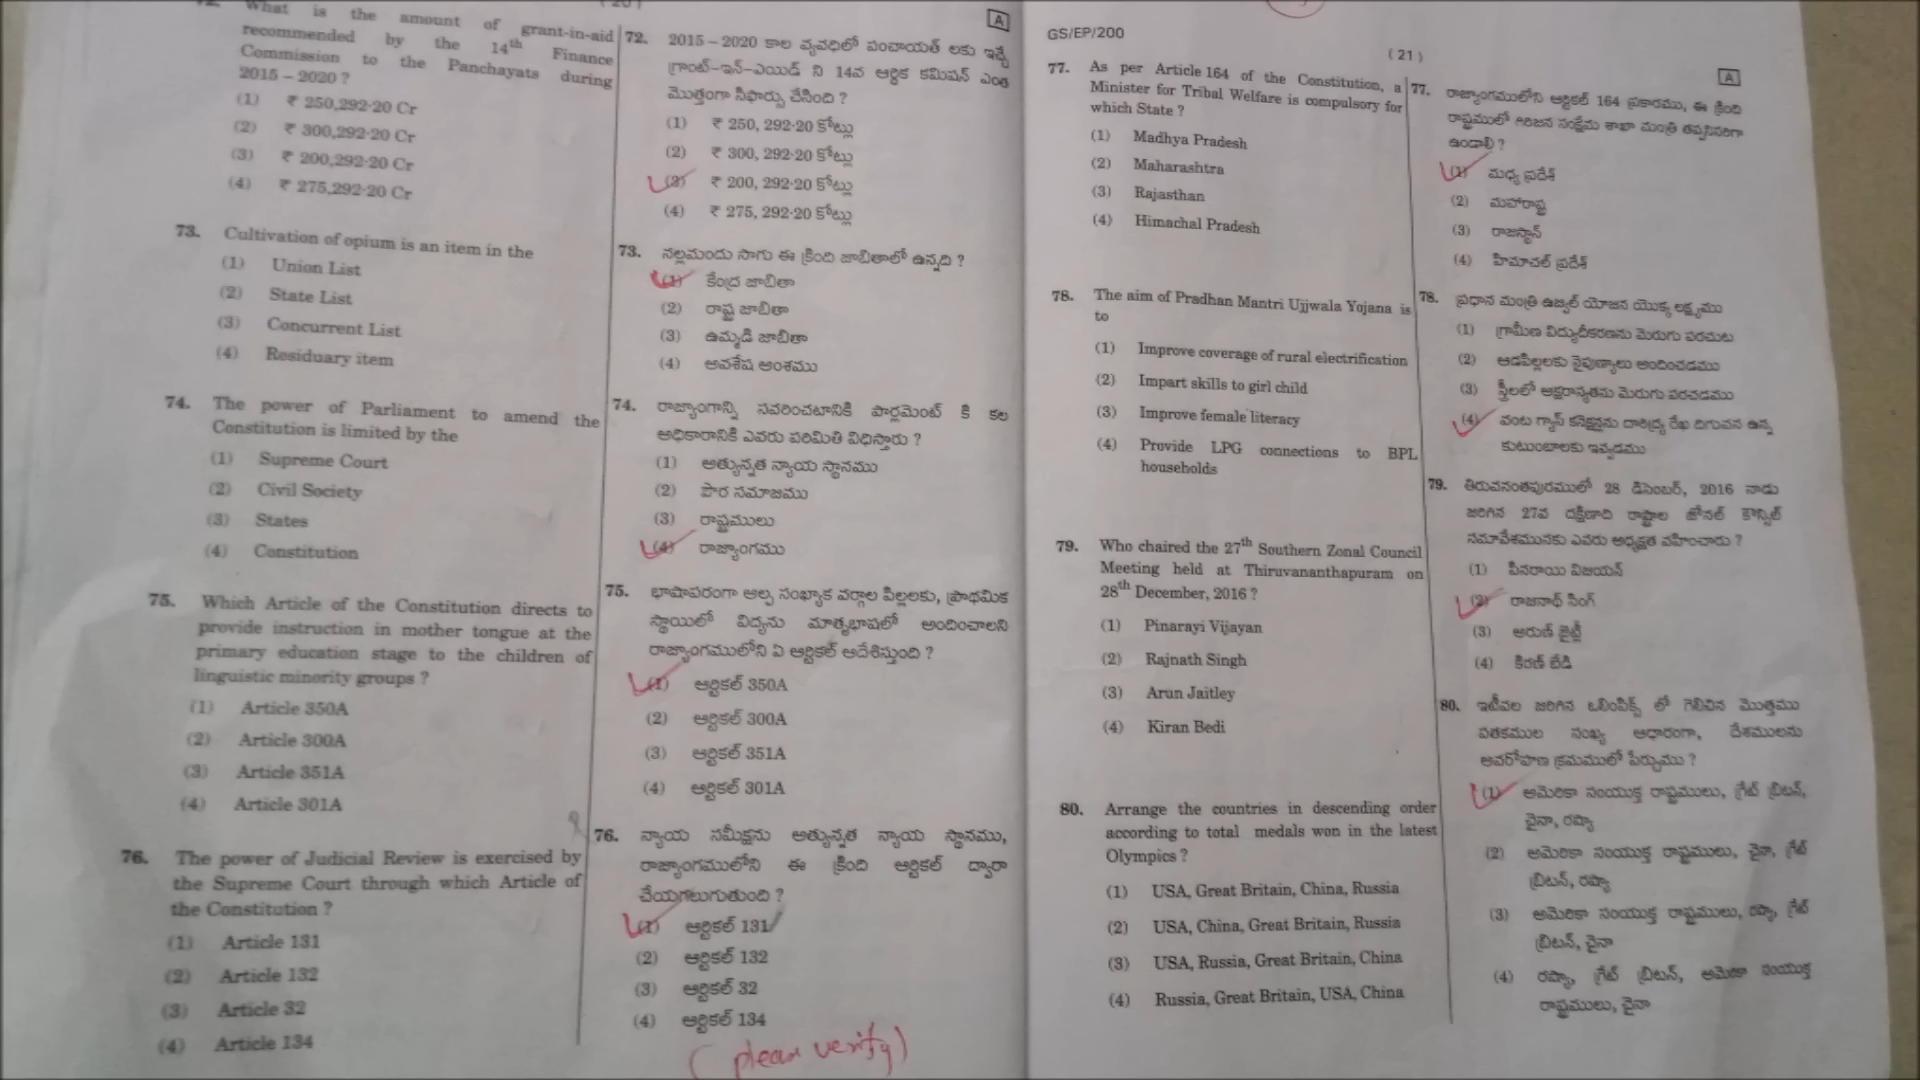 ( 20 )
A
72. What is the amount of grant-in-aid
recommended by the 14th Finance
Commission to the Panchayats during
2015 – 2020 ?
(1) ₹ 250,292·20 Cr
(2) ₹ 300,292·20 Cr
(3) ₹ 200,292·20 Cr
(4) ₹ 275,292·20 Cr
73. Cultivation of opium is an item in the
(1) Union List
(2) State List
(3) Concurrent List
(4) Residuary item
74. The power of Parliament to amend the
Constitution is limited by the
(1) Supreme Court
(2) Civil Society
(3) States
(4) Constitution
75. Which Article of the Constitution directs to
provide instruction in mother tongue at the
primary education stage to the children of
linguistic minority groups ?
(1) Article 350A
(2) Article 300A
(3) Article 351A
(4) Article 301A
76. The power of Judicial Review is exercised by
the Supreme Court through which Article of
the Constitution ?
(1) Article 131
(2) Article 132
(3) Article 32
(4) Article 134
72. 2015 – 2020 కాల వ్యవధిలో పంచాయత్ లకు ఇచ్చే
గ్రాంట్-ఇన్-ఎయిడ్ ని 14వ ఆర్థిక కమిషన్ ఎంత
మొత్తంగా సిఫార్సు చేసింది ?
(1) ₹ 250, 292·20 కోట్లు
(2) ₹ 300, 292·20 కోట్లు
(3) ₹ 200, 292·20 కోట్లు
(4) ₹ 275, 292·20 కోట్లు
73. నల్లమందు సాగు ఈ క్రింది జాబితాలో ఉన్నది ?
(1) కేంద్ర జాబితా
(2) రాష్ట్ర జాబితా
(3) ఉమ్మడి జాబితా
(4) అవశేష అంశము
74. రాజ్యాంగాన్ని సవరించటానికి పార్లమెంట్ కి కల
అధికారానికి ఎవరు పరిమితి విధిస్తారు ?
(1) అత్యున్నత న్యాయ స్థానము
(2) పౌర సమాజము
(3) రాష్ట్రములు
(4) రాజ్యాంగము
75. భాషాపరంగా అల్ప సంఖ్యాక వర్గాల పిల్లలకు, ప్రాథమిక
స్థాయిలో విద్యను మాతృభాషలో అందించాలని
రాజ్యాంగములోని ఏ ఆర్టికల్ ఆదేశిస్తుంది ?
(1) ఆర్టికల్ 350A
(2) ఆర్టికల్ 300A
(3) ఆర్టికల్ 351A
(4) ఆర్టికల్ 301A
76. న్యాయ సమీక్షను అత్యున్నత న్యాయ స్థానము,
రాజ్యాంగములోని ఈ క్రింది ఆర్టికల్ ద్వారా
చేయగలుగుతుంది ?
(1) ఆర్టికల్ 131
(2) ఆర్టికల్ 132
(3) ఆర్టికల్ 32
(4) ఆర్టికల్ 134
(please verify)
GS/EP/200
( 21 )
A
77. As per Article 164 of the Constitution, a
Minister for Tribal Welfare is compulsory for
which State ?
(1) Madhya Pradesh
(2) Maharashtra
(3) Rajasthan
(4) Himachal Pradesh
78. The aim of Pradhan Mantri Ujjwala Yojana is
to
(1) Improve coverage of rural electrification
(2) Impart skills to girl child
(3) Improve female literacy
(4) Provide LPG connections to BPL
households
79. Who chaired the 27th Southern Zonal Council
Meeting held at Thiruvananthapuram on
28th December, 2016 ?
(1) Pinarayi Vijayan
(2) Rajnath Singh
(3) Arun Jaitley
(4) Kiran Bedi
80. Arrange the countries in descending order
according to total medals won in the latest
Olympics ?
(1) USA, Great Britain, China, Russia
(2) USA, China, Great Britain, Russia
(3) USA, Russia, Great Britain, China
(4) Russia, Great Britain, USA, China
77. రాజ్యాంగములోని ఆర్టికల్ 164 ప్రకారము, ఈ క్రింది
రాష్ట్రములో గిరిజన సంక్షేమ శాఖా మంత్రి తప్పనిసరిగా
ఉండాలి ?
(1) మధ్య ప్రదేశ్
(2) మహారాష్ట్ర
(3) రాజస్థాన్
(4) హిమాచల్ ప్రదేశ్
78. ప్రధాన మంత్రి ఉజ్వల్ యోజన యొక్క లక్ష్యము
(1) గ్రామీణ విద్యుదీకరణను మెరుగు పరచుట
(2) ఆడపిల్లలకు నైపుణ్యాలు అందించడము
(3) స్త్రీలలో అక్షరాస్యతను మెరుగు పరచడము
(4) వంట గ్యాస్ కనెక్షన్లను దారిద్ర్య రేఖ దిగువన ఉన్న
కుటుంబాలకు ఇవ్వడము
79. తిరువనంతపురములో 28 డిసెంబర్, 2016 నాడు
జరిగిన 27వ దక్షిణాది రాష్ట్రాల జోనల్ కౌన్సిల్
సమావేశమునకు ఎవరు అధ్యక్షత వహించారు ?
(1) పినరాయి విజయన్
(2) రాజనాథ్ సింగ్
(3) అరుణ్ జైట్లీ
(4) కిరణ్ బేడి
80. ఇటీవల జరిగిన ఒలింపిక్స్ లో గెలిచిన మొత్తము
పతకముల సంఖ్య ఆధారంగా, దేశములను
అవరోహణ క్రమములో పేర్చుము ?
(1) అమెరికా సంయుక్త రాష్ట్రములు, గ్రేట్ బ్రిటన్,
చైనా, రష్యా
(2) అమెరికా సంయుక్త రాష్ట్రములు, చైనా, గ్రేట్
బ్రిటన్, రష్యా
(3) అమెరికా సంయుక్త రాష్ట్రములు, రష్యా, గ్రేట్
బ్రిటన్, చైనా
(4) రష్యా, గ్రేట్ బ్రిటన్, అమెరికా సంయుక్త
రాష్ట్రములు, చైనా